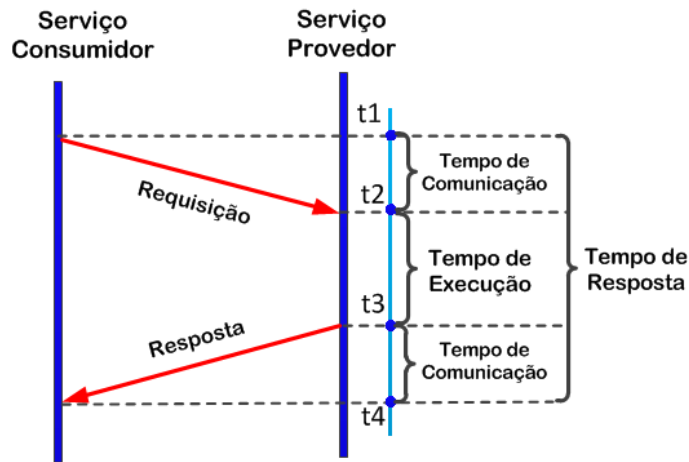 Serviço
Consumidor
Serviço
Provedor
t1
Tempo de
Comunicação
Requisição
t2
Tempo de
Execução
Tempo de
Resposta
t3
Resposta
Tempo de
Comunicação
t4